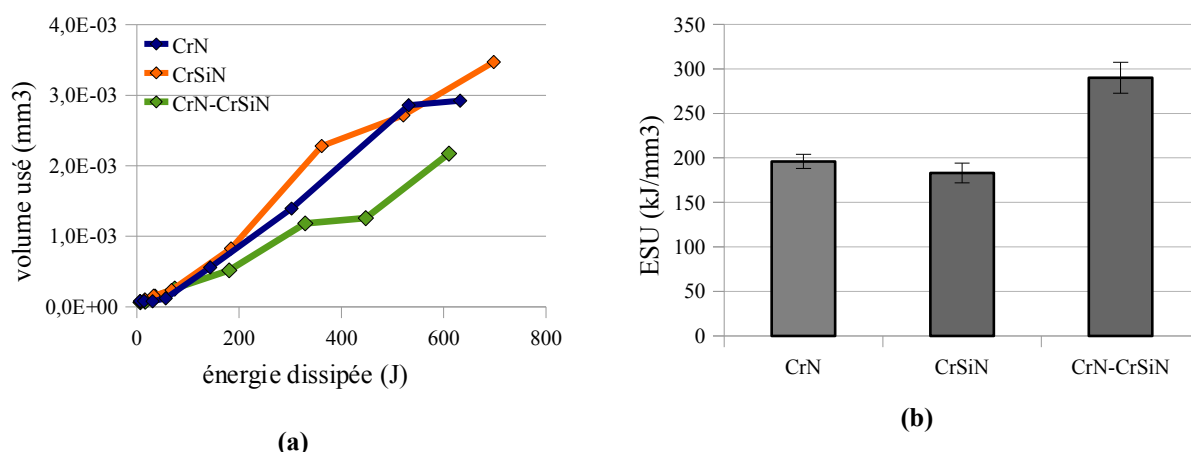 4,0E-03
3,0E-03
2,0E-03
1,0E-03
0,0E+00
volume usé (mm3)
CrN
CrSiN
CrN-CrSiN
0 200 400 600 800
énergie dissipée (J)
(a)
350
300
250
200
150
100
50
0
ESU (kJ/mm3)
CrN CrSiN CrN-CrSiN
(b)